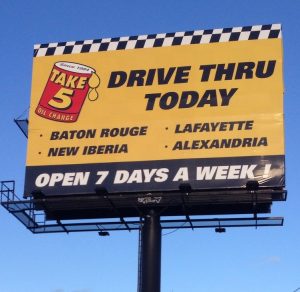 Since 1984
TAKE
5
OIL CHANGE
DRIVE THRU
TODAY
· BATON ROUGE
· LAFAYETTE
· NEW IBERIA
· ALEXANDRIA
OPEN 7 DAYS A WEEK!